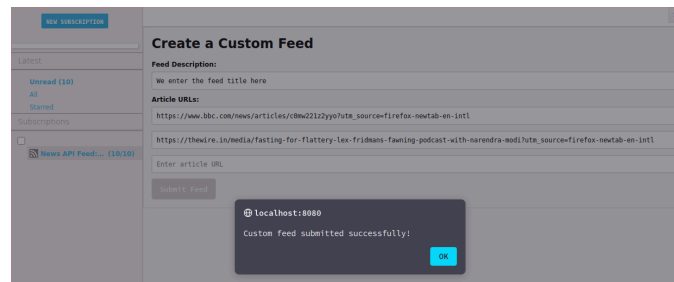 NEW SUBSCRIPTION
Latest
Unread (10)
All
Starred
Subscriptions
News API Feed:... (10/10)
Create a Custom Feed
Feed Description:
We enter the feed title here
Article URLs:
https://www.bbc.com/news/articles/c8mw221z2yyo?utm_source=firefox-newtab-en-intl
https://thewire.in/media/fasting-for-flattery-lex-fridmans-fawning-podcast-with-narendra-modi?utm_source=firefox-newtab-en-intl
Enter article URL
Submit Feed
localhost:8080
Custom feed submitted successfully!
OK